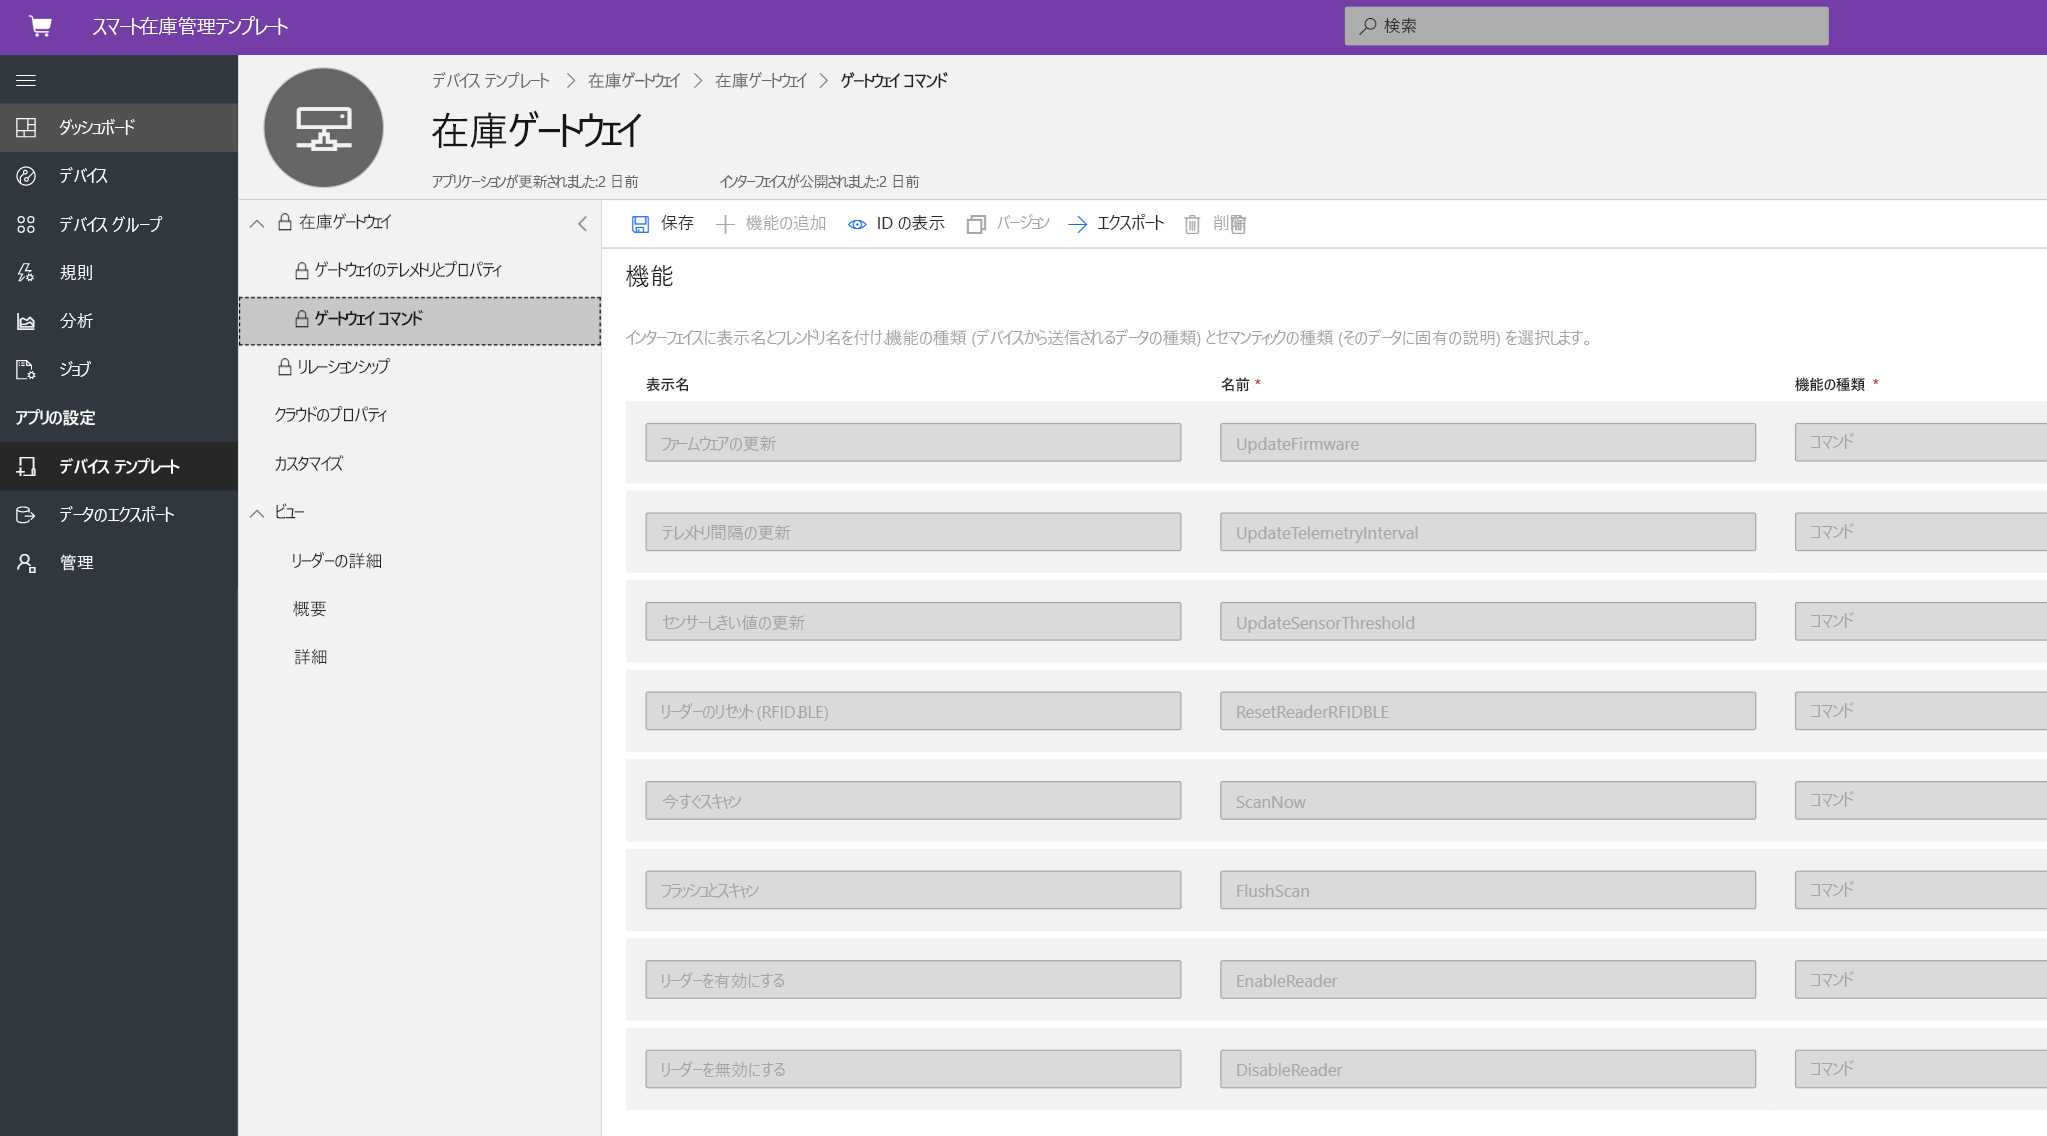 スマート在庫管理テンプレート
検索
ダッシュボード
デバイス
デバイス グループ
規則
分析
ジョブ
アプリの設定
デバイス テンプレート
データのエクスポート
管理
デバイス テンプレート > 在庫ゲートウェイ > 在庫ゲートウェイ > ゲートウェイ コマンド
在庫ゲートウェイ
アプリケーションが更新されました:2 日前 インターフェイスが公開されました:2 日前
在庫ゲートウェイ
ゲートウェイのテレメトリとプロパティ
ゲートウェイ コマンド
リレーションシップ
クラウドのプロパティ
カスタマイズ
ビュー
リーダーの詳細
概要
詳細
保存 機能の追加 ID の表示 バージョン エクスポート 削除
機能
インターフェイスに表示名とフレンドリ名を付け、機能の種類 (デバイスから送信されるデータの種類) とセマンティックの種類 (そのデータに固有の説明) を選択します。
表示名 名前 * 機能の種類 *
ファームウェアの更新 UpdateFirmware コマンド
テレメトリ間隔の更新 UpdateTelemetryInterval コマンド
センサーしきい値の更新 UpdateSensorThreshold コマンド
リーダーのリセット (RFID、BLE) ResetReaderRFIDBLE コマンド
今すぐスキャン ScanNow コマンド
フラッシュとスキャン FlushScan コマンド
リーダーを有効にする EnableReader コマンド
リーダーを無効にする DisableReader コマンド